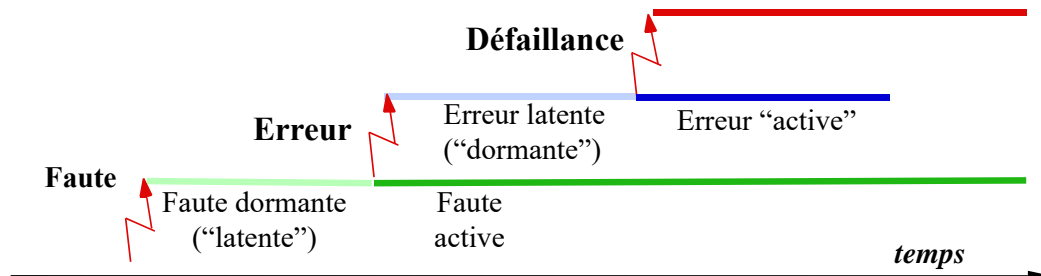 Défaillance
Erreur latente
(“dormante”)
Erreur “active”
Erreur
Faute
Faute dormante
(“latente”)
Faute
active
temps